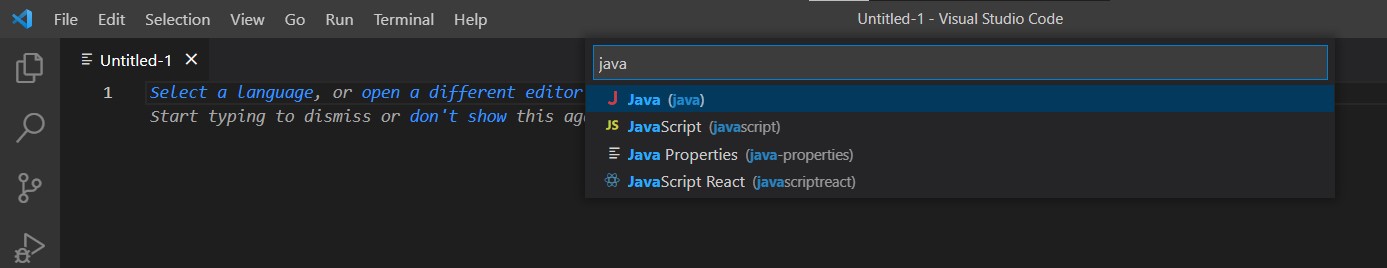 File Edit Selection View Go Run Terminal Help Untitled-1 - Visual Studio Code
Untitled-1
java
1 Select a language, or open a different editor
Start typing to dismiss or don't show this aga
J Java (java)
JS JavaScript (javascript)
Java Properties (java-properties)
JavaScript React (javascriptreact)